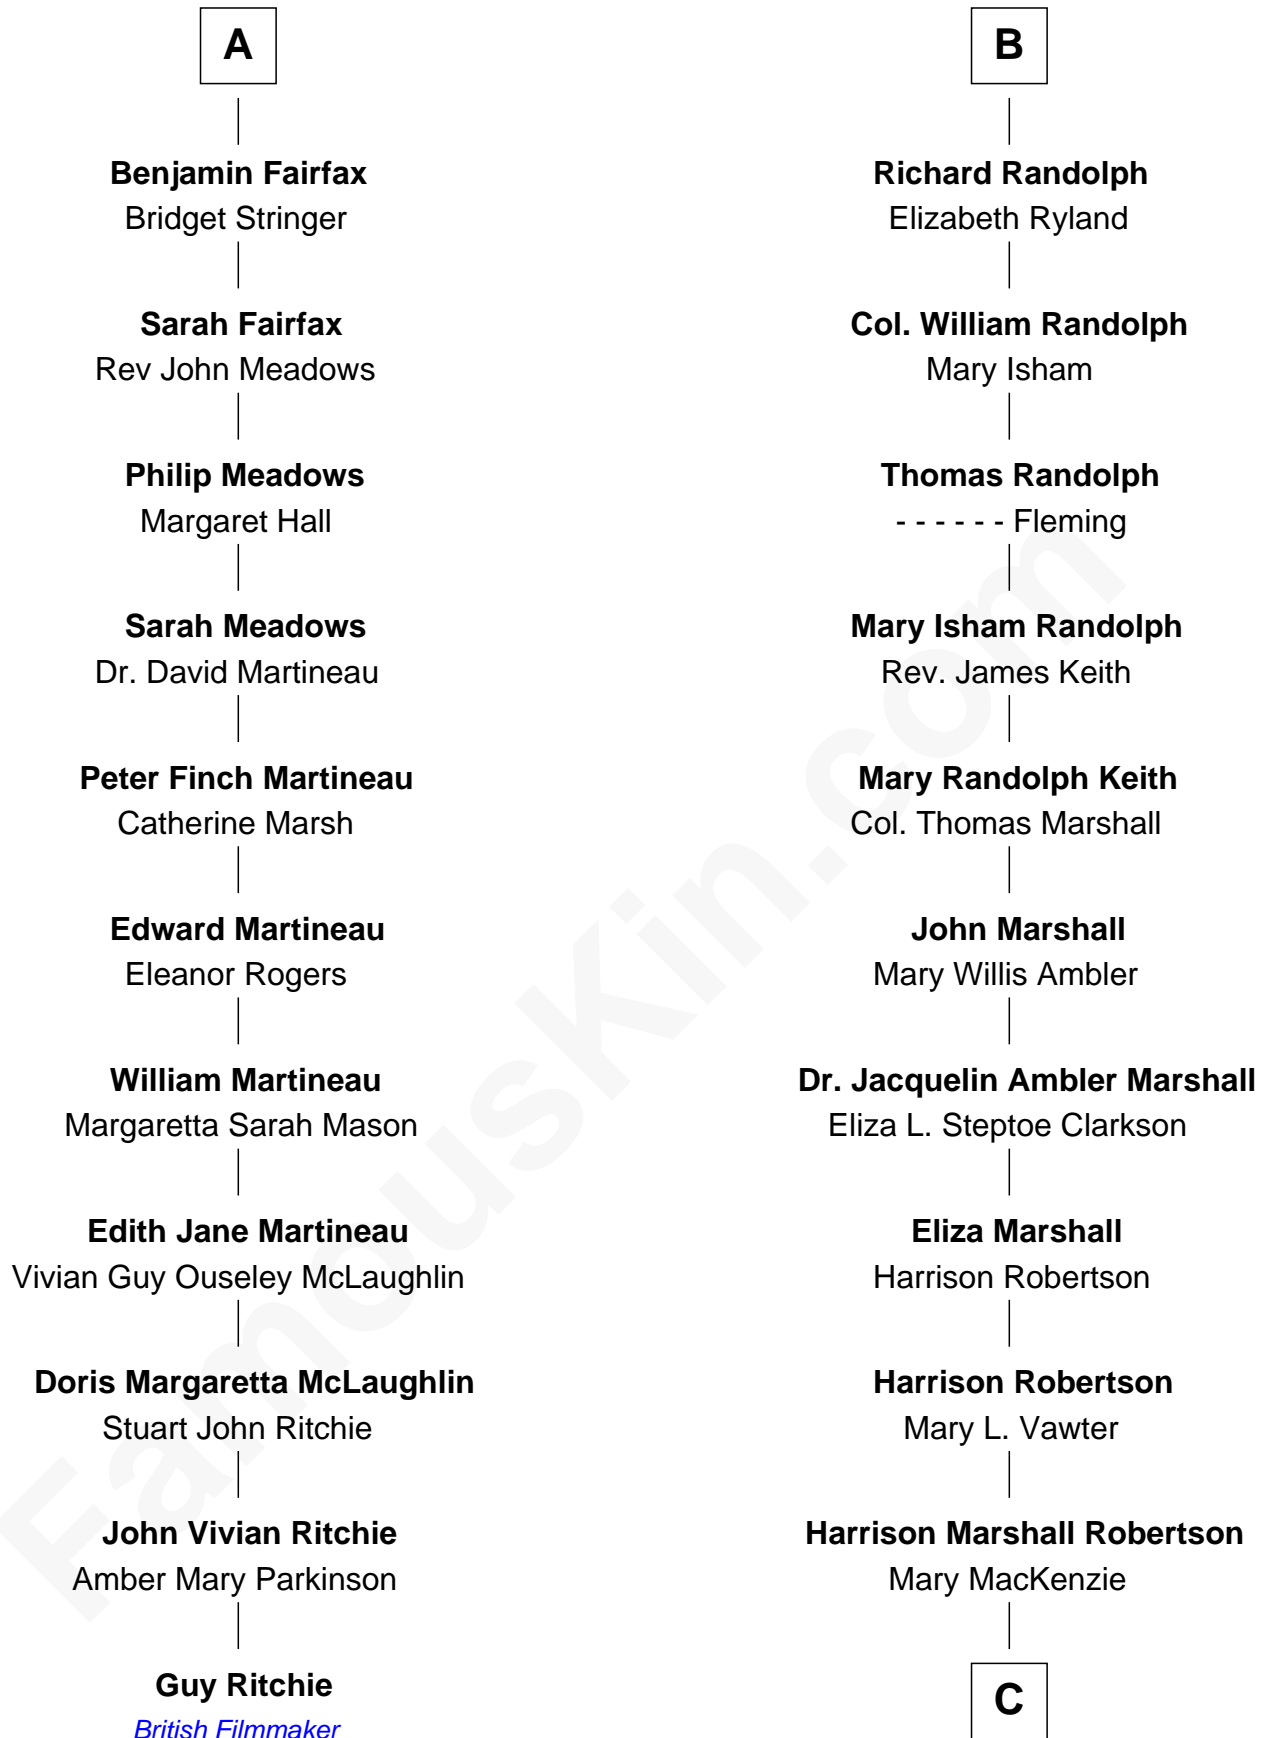 A
Benjamin Fairfax
Bridget Stringer
Sarah Fairfax
Rev John Meadows
Philip Meadows
Margaret Hall
Sarah Meadows
Dr. David Martineau
Peter Finch Martineau
Catherine Marsh
Edward Martineau
Eleanor Rogers
William Martineau
Margaretta Sarah Mason
Edith Jane Martineau
Vivian Guy Ouseley McLaughlin
Doris Margaretta McLaughlin
Stuart John Ritchie
John Vivian Ritchie
Amber Mary Parkinson
Guy Ritchie
British Filmmaker
B
Richard Randolph
Elizabeth Ryland
Col. William Randolph
Mary Isham
Thomas Randolph
- - - - - - Fleming
Mary Isham Randolph
Rev. James Keith
Mary Randolph Keith
Col. Thomas Marshall
John Marshall
Mary Willis Ambler
Dr. Jacquelin Ambler Marshall
Eliza L. Steptoe Clarkson
Eliza Marshall
Harrison Robertson
Harrison Robertson
Mary L. Vawter
Harrison Marshall Robertson
Mary MacKenzie
C
FamousKin.com